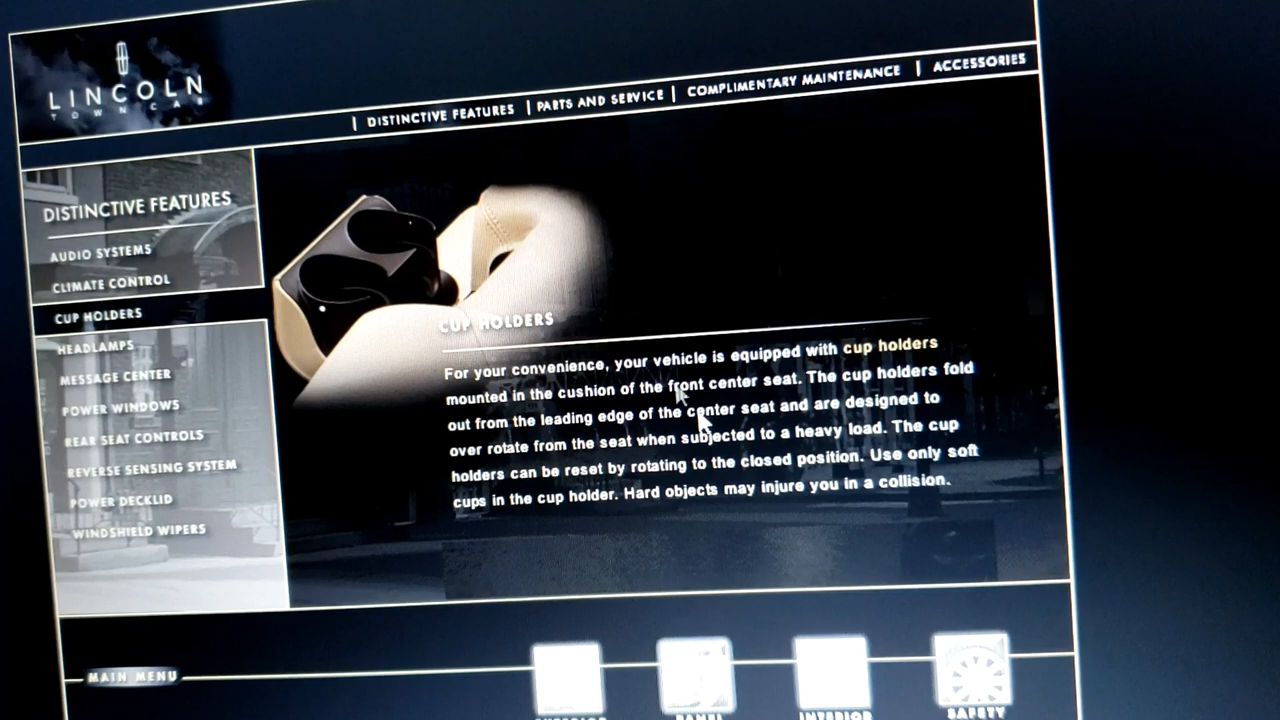 LINCOLN
TOWN CAR
| DISTINCTIVE FEATURES | PARTS AND SERVICE | COMPLIMENTARY MAINTENANCE | ACCESSORIES
DISTINCTIVE FEATURES
AUDIO SYSTEMS
CLIMATE CONTROL
CUP HOLDERS
HEADLAMPS
MESSAGE CENTER
POWER WINDOWS
REAR SEAT CONTROLS
REVERSE SENSING SYSTEM
POWER DECKLID
WINDSHIELD WIPERS
CUP HOLDERS
For your convenience, your vehicle is equipped with cup holders
mounted in the cushion of the front center seat. The cup holders fold
out from the leading edge of the center seat and are designed to
over rotate from the seat when subjected to a heavy load. The cup
holders can be reset by rotating to the closed position. Use only soft
cups in the cup holder. Hard objects may injure you in a collision.
MAIN MENU
EXTERIOR
PANEL
INTERIOR
SAFETY